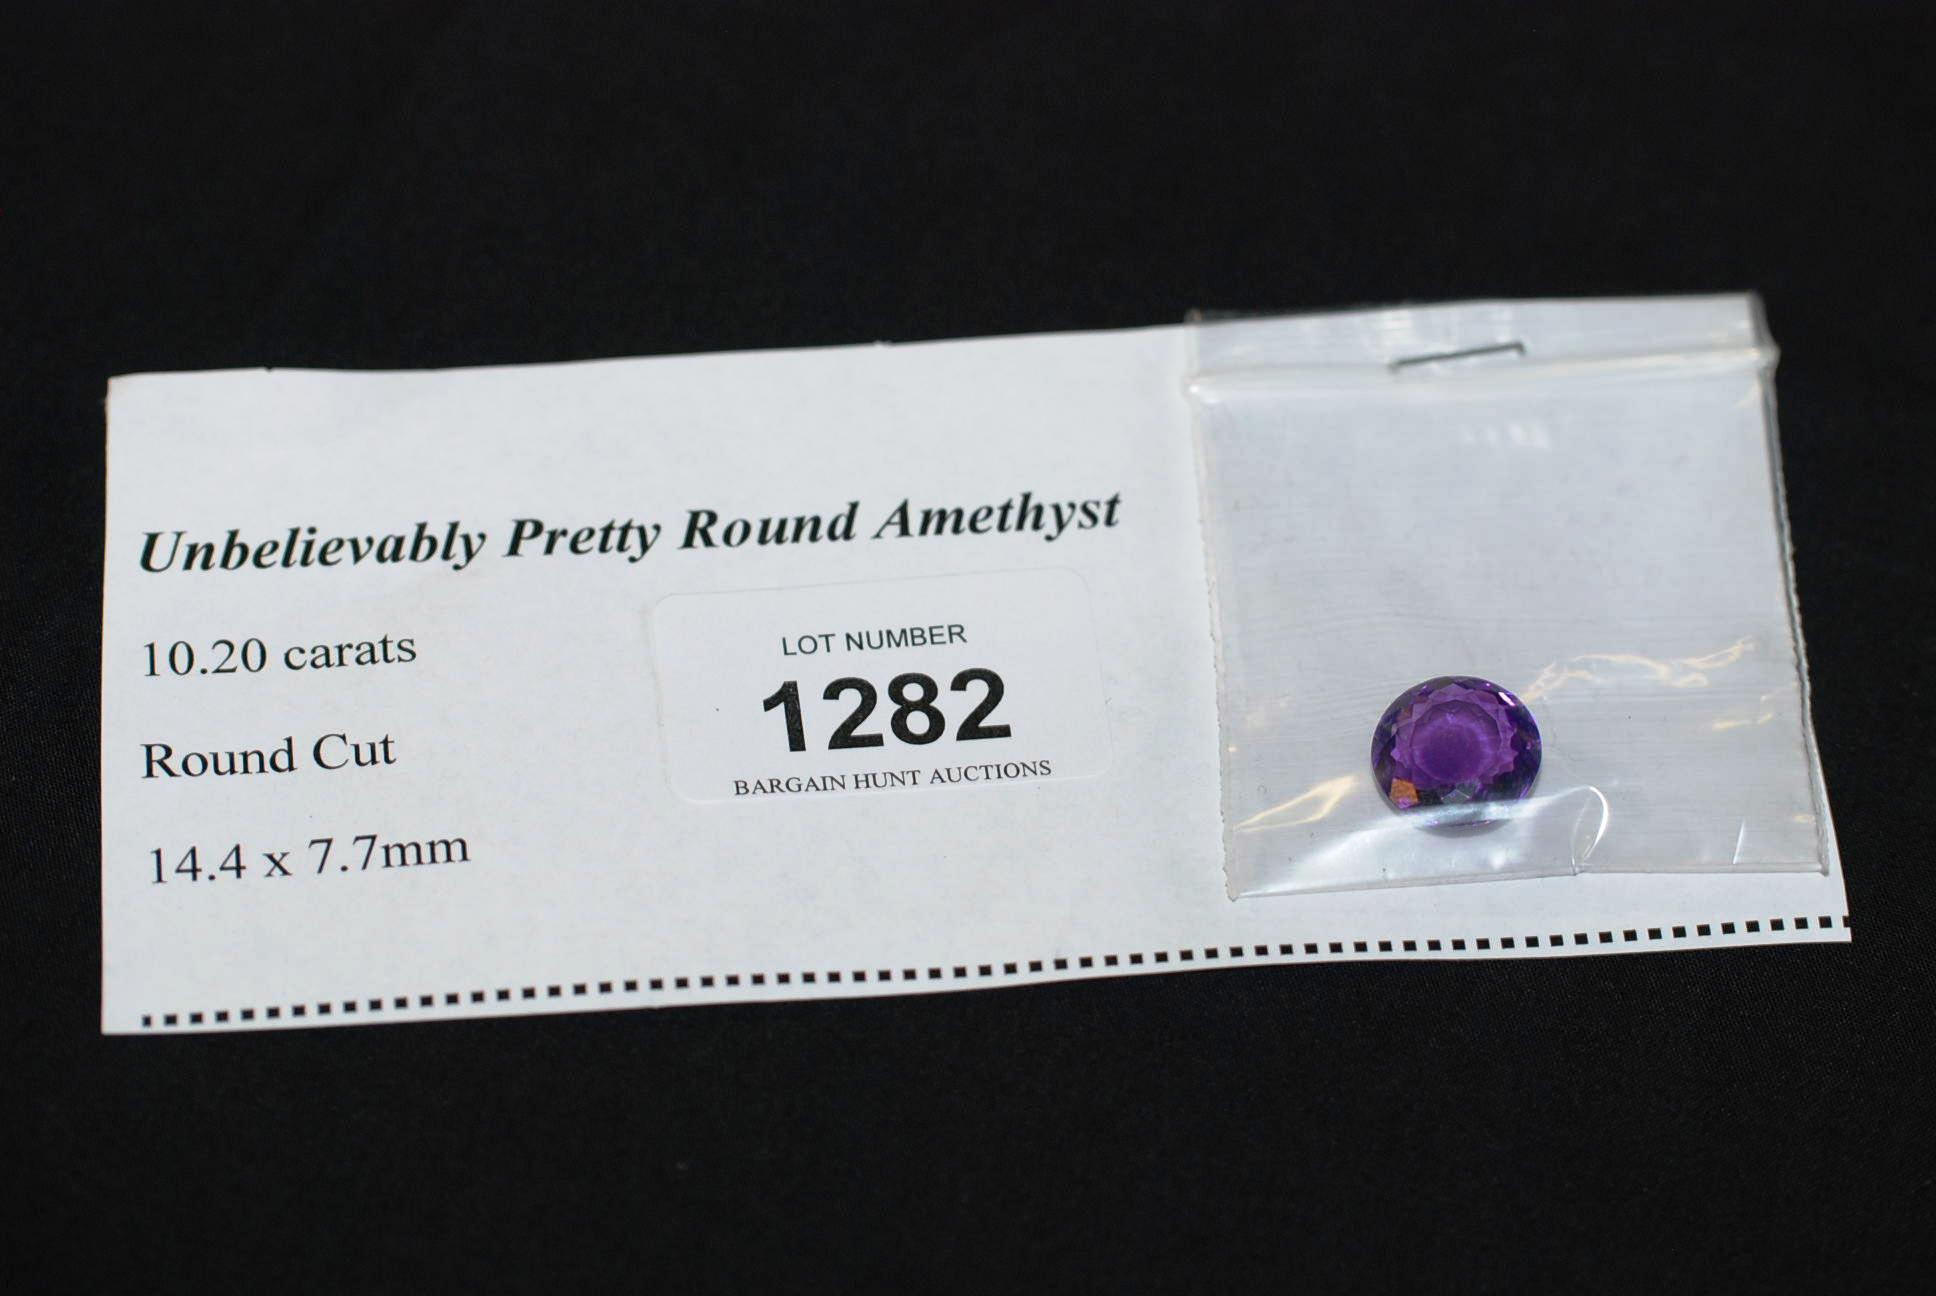 Unbelievably Pretty Round Amethyst
10.20 carats
Round Cut
14.4 x 7.7mm
LOT NUMBER
1282
BARGAIN HUNT AUCTIONS